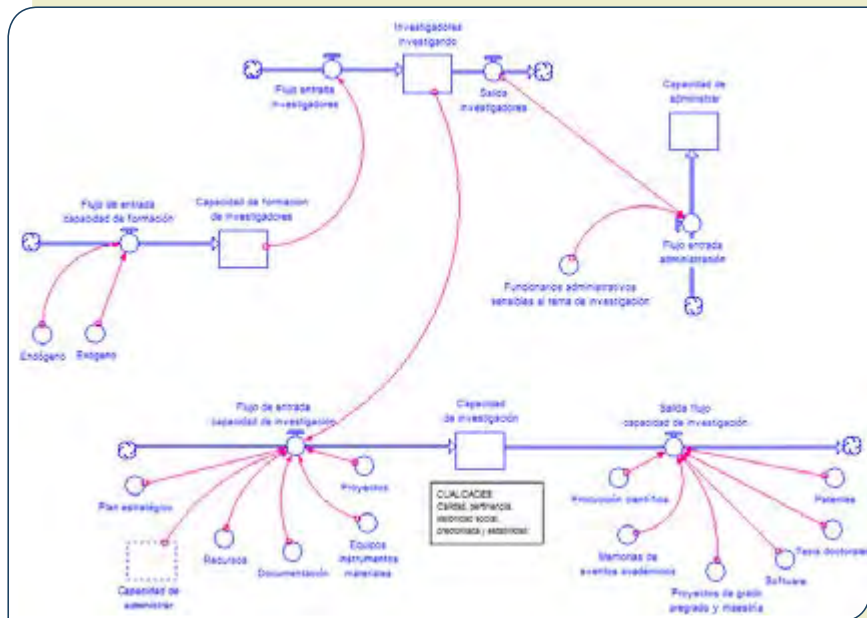 Investigadores
investigando
Flujo entrada
investigadores
Salida
investigadores
Capacidad de
administrar
Flujo de entrada
capacidad de formación
Capacidad de formación
de investigadores
Flujo entrada
administración
Funcionarios administrativos
sensibles al tema de investigación
Endógeno
Exógeno
Flujo de entrada
capacidad de investigación
Capacidad
de investigación
Salida flujo
capacidad de investigación
Plan estratégico
Proyectos
CUALIDADES
Calidad, pertinencia,
visibilidad social,
y estabilidad
Producción científica
Patentes
Recursos
Documentación
Equipos
instrumentos
materiales
Capacidad de
administrar
Memorias de
eventos académicos
Proyectos de grado
pregrado y maestría
Software
Tesis doctorales